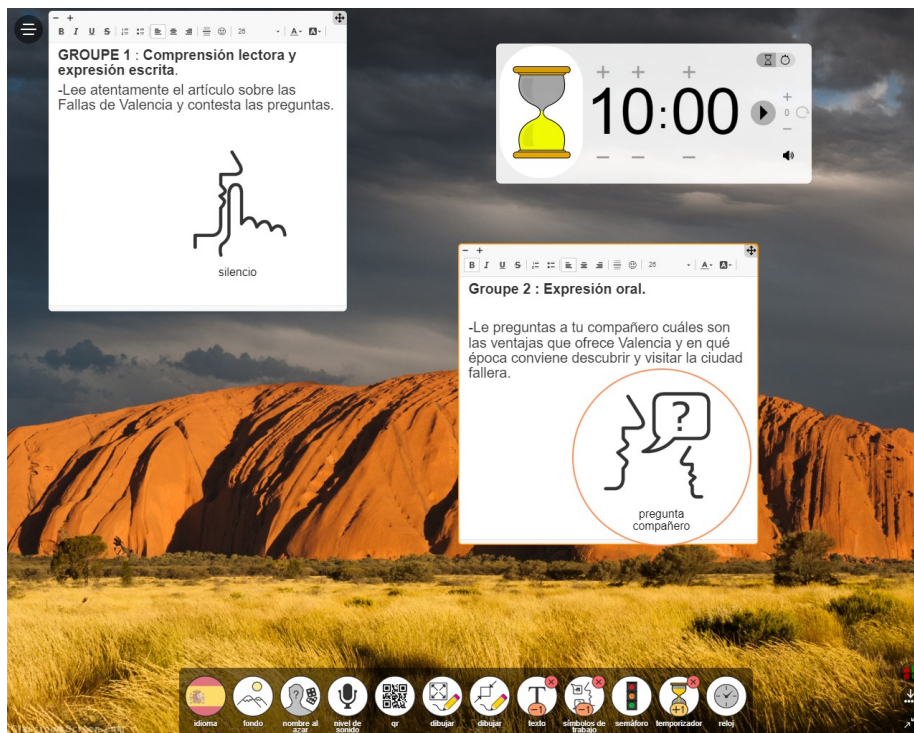 − +
B I U S 26 A A
GROUPE 1 : Comprensión lectora y
expresión escrita.
-Lee atentamente el artículo sobre las
Fallas de Valencia y contesta las preguntas.
silencio
10:00
0
− +
B I U S 26 A A
Groupe 2 : Expresión oral.
-Le preguntas a tu compañero cuáles son
las ventajas que ofrece Valencia y en qué
época conviene descubrir y visitar la ciudad
fallera.
?
pregunta
compañero
idioma
fondo
nombre al
azar
nivel de
sonido
qr
dibujar
dibujar
T
−1
texto
−1
símbolos de
trabajo
semáforo
+1
temporizador
reloj